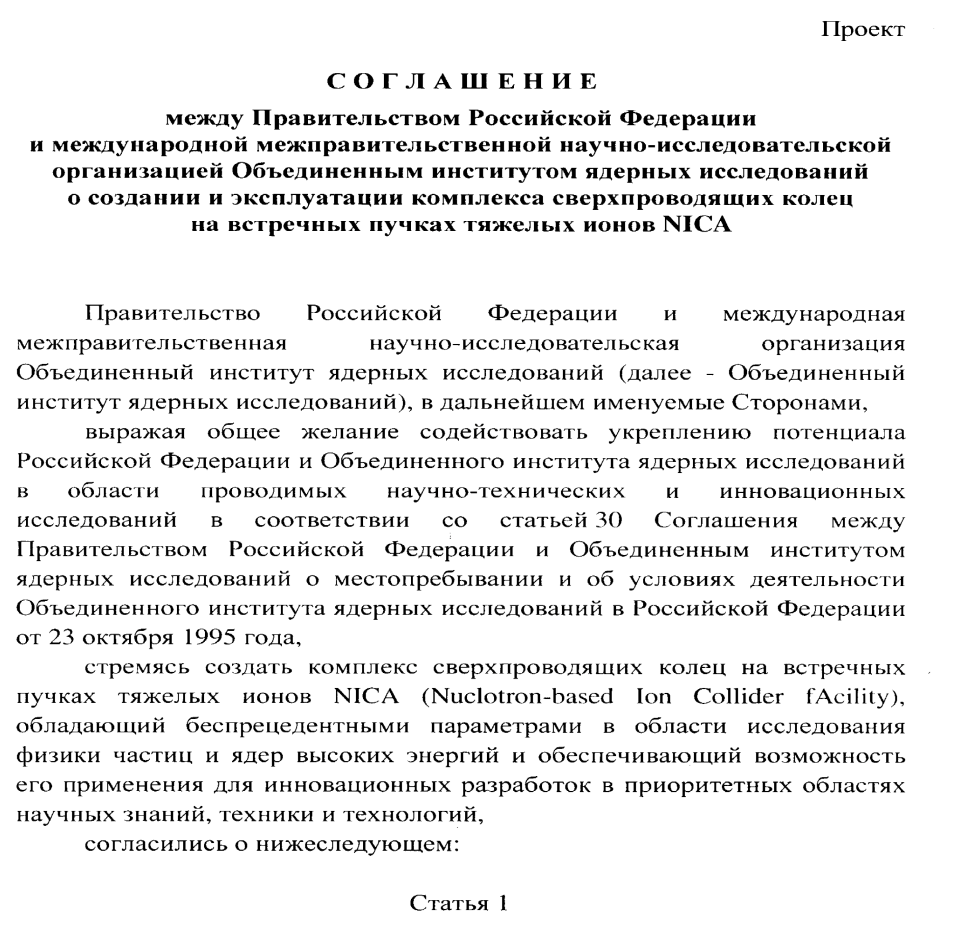 Проект
СОГЛАШЕНИЕ
между Правительством Российской Федерации
и международной межправительственной научно-исследовательской
организацией Объединенным институтом ядерных исследований
о создании и эксплуатации комплекса сверхпроводящих колец
на встречных пучках тяжелых ионов NICA
Правительство Российской Федерации и международная
межправительственная научно-исследовательская организация
Объединенный институт ядерных исследований (далее - Объединенный
институт ядерных исследований), в дальнейшем именуемые Сторонами,
выражая общее желание содействовать укреплению потенциала
Российской Федерации и Объединенного института ядерных исследований
в области проводимых научно-технических и инновационных
исследований в соответствии со статьей 30 Соглашения между
Правительством Российской Федерации и Объединенным институтом
ядерных исследований о местопребывании и об условиях деятельности
Объединенного института ядерных исследований в Российской Федерации
от 23 октября 1995 года,
стремясь создать комплекс сверхпроводящих колец на встречных
пучках тяжелых ионов NICA (Nuclotron-based Ion Collider fAcility),
обладающий беспрецедентными параметрами в области исследования
физики частиц и ядер высоких энергий и обеспечивающий возможность
его применения для инновационных разработок в приоритетных областях
научных знаний, техники и технологий,
согласились о нижеследующем:
Статья 1